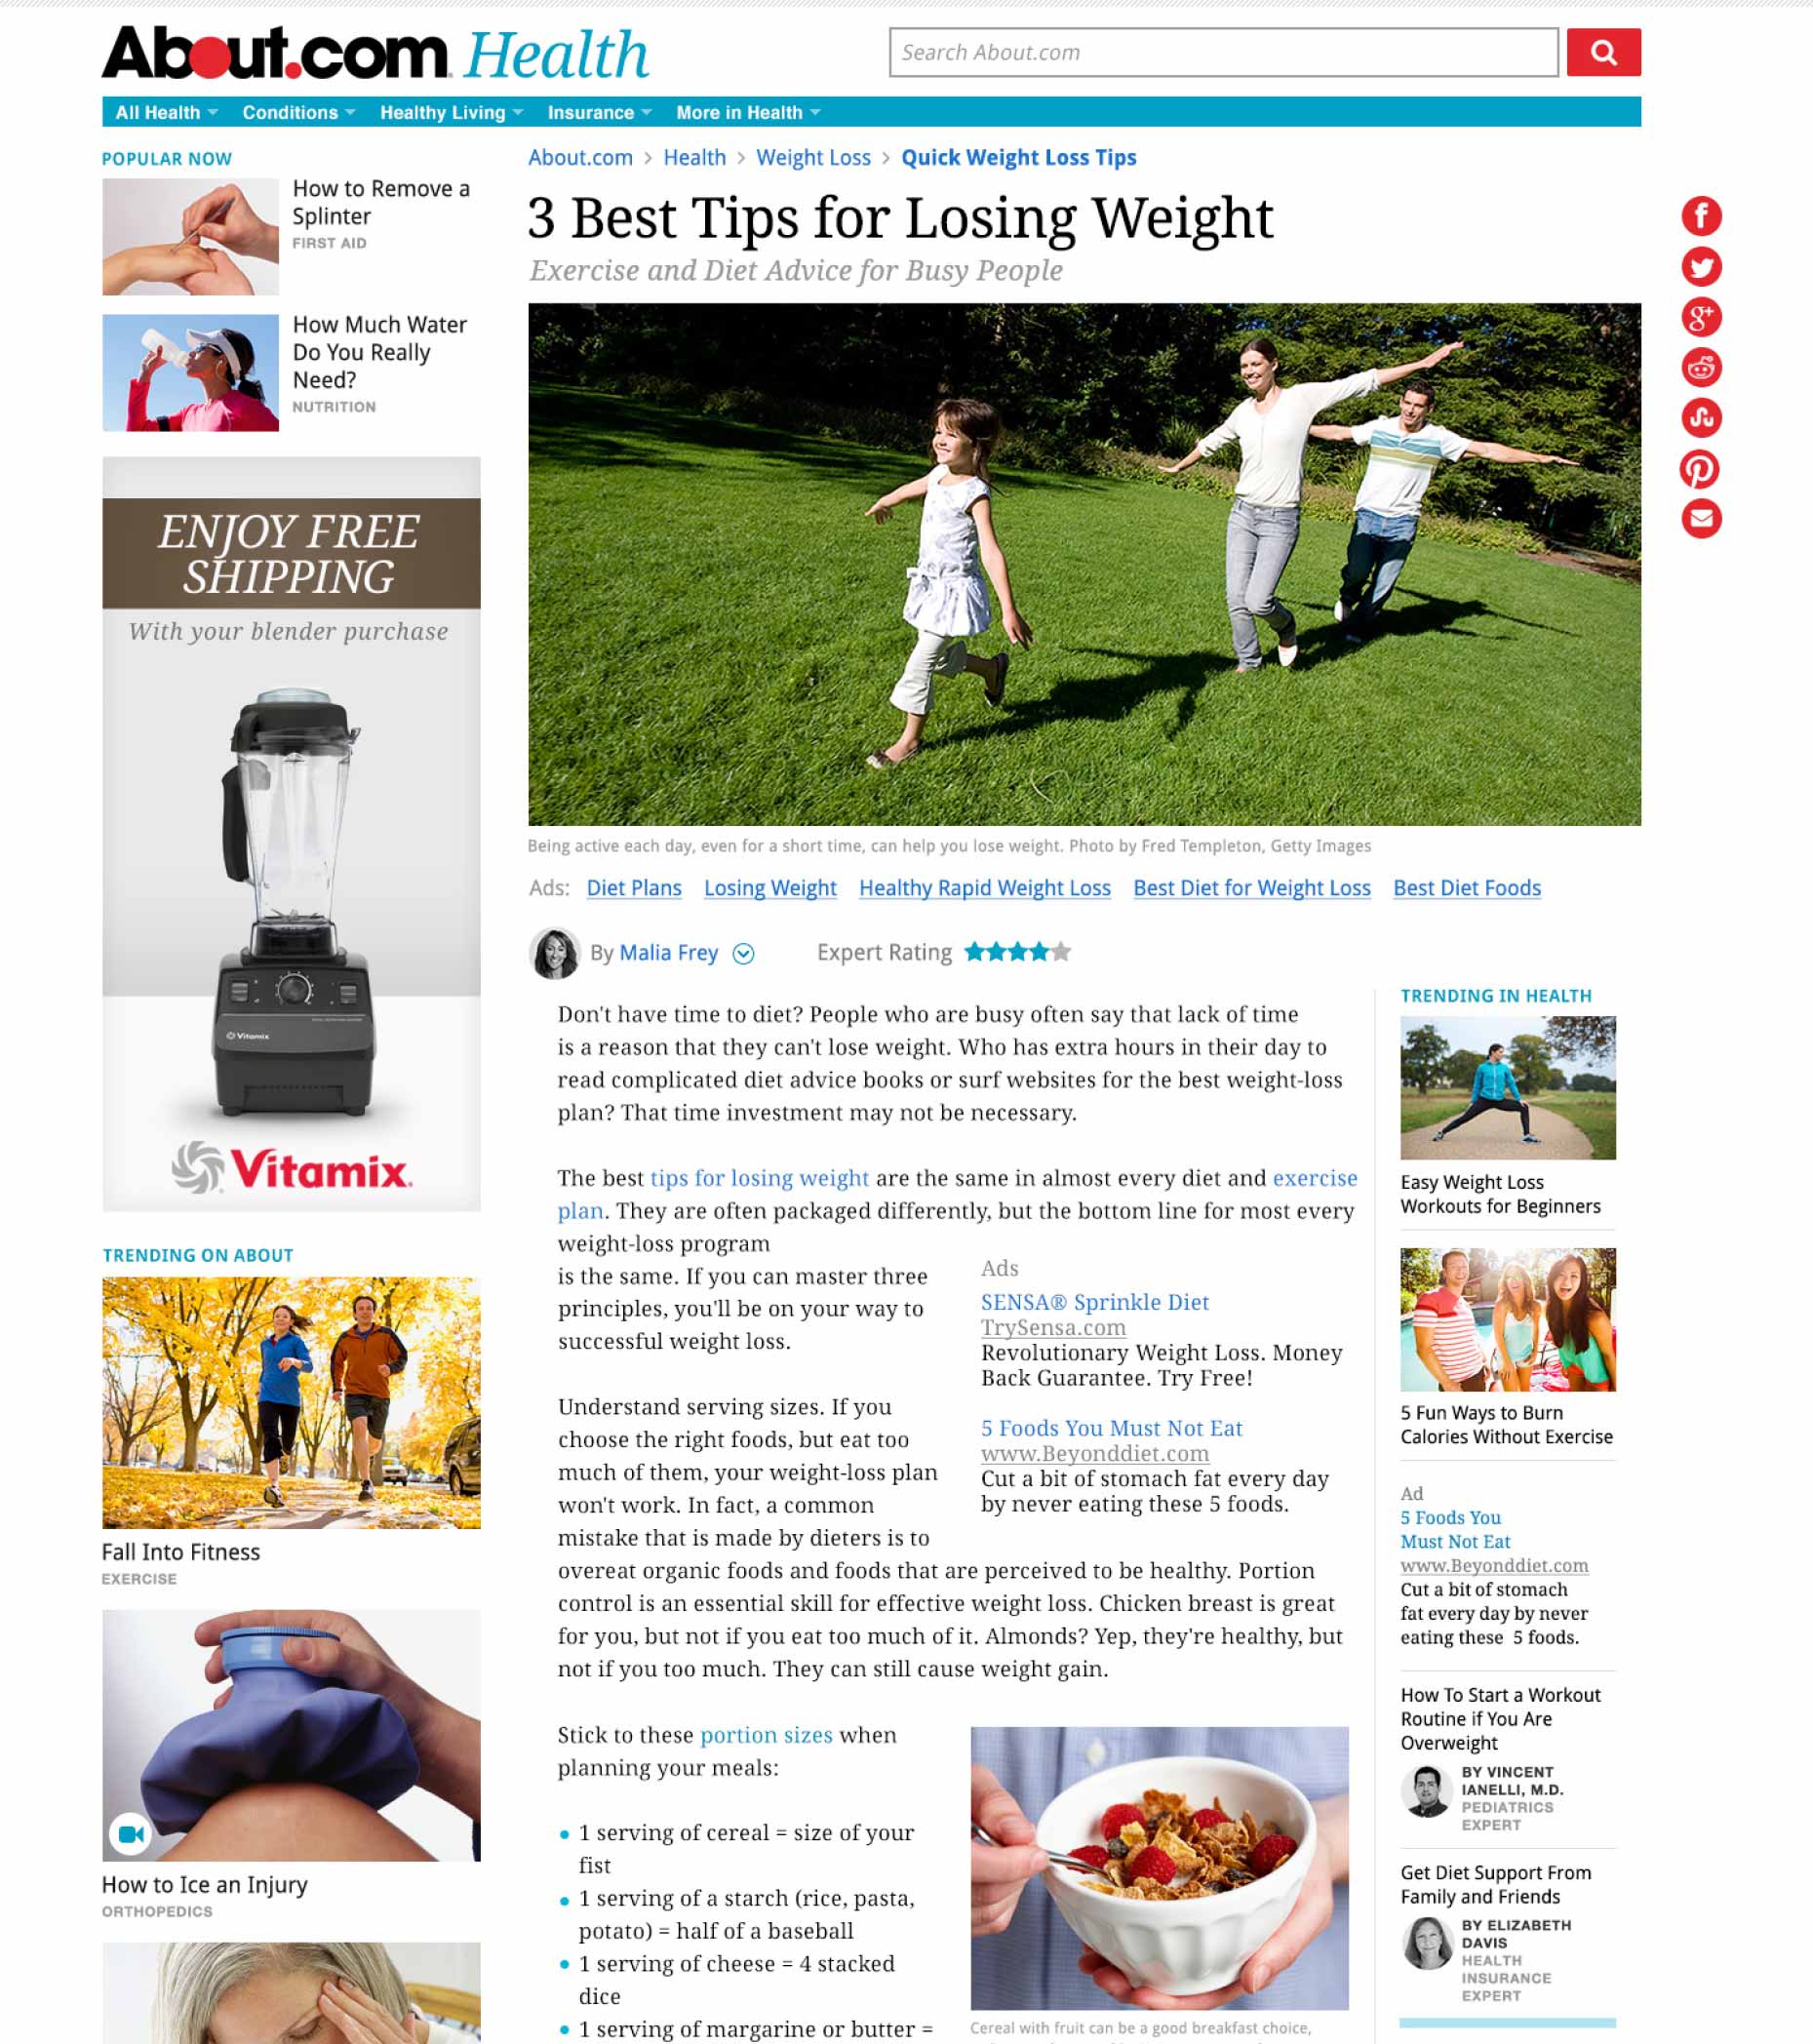 About.com Health
Search About.com
All Health Conditions Healthy Living Insurance More in Health
POPULAR NOW
How to Remove a
Splinter
FIRST AID
How Much Water
Do You Really
Need?
NUTRITION
ENJOY FREE
SHIPPING
With your blender purchase
Vitamix
Vitamix.
TRENDING ON ABOUT
Fall Into Fitness
EXERCISE
How to Ice an Injury
ORTHOPEDICS
About.com > Health > Weight Loss > Quick Weight Loss Tips
3 Best Tips for Losing Weight
Exercise and Diet Advice for Busy People
Being active each day, even for a short time, can help you lose weight. Photo by Fred Templeton, Getty Images
Ads: Diet Plans Losing Weight Healthy Rapid Weight Loss Best Diet for Weight Loss Best Diet Foods
By Malia Frey Expert Rating
Don't have time to diet? People who are busy often say that lack of time
is a reason that they can't lose weight. Who has extra hours in their day to
read complicated diet advice books or surf websites for the best weight-loss
plan? That time investment may not be necessary.
The best tips for losing weight are the same in almost every diet and exercise
plan. They are often packaged differently, but the bottom line for most every
weight-loss program
is the same. If you can master three
principles, you'll be on your way to
successful weight loss.
Ads
SENSA® Sprinkle Diet
TrySensa.com
Revolutionary Weight Loss. Money
Back Guarantee. Try Free!
5 Foods You Must Not Eat
www.Beyonddiet.com
Cut a bit of stomach fat every day
by never eating these 5 foods.
Understand serving sizes. If you
choose the right foods, but eat too
much of them, your weight-loss plan
won't work. In fact, a common
mistake that is made by dieters is to
overeat organic foods and foods that are perceived to be healthy. Portion
control is an essential skill for effective weight loss. Chicken breast is great
for you, but not if you eat too much of it. Almonds? Yep, they're healthy, but
not if you too much. They can still cause weight gain.
Stick to these portion sizes when
planning your meals:
• 1 serving of cereal = size of your
fist
• 1 serving of a starch (rice, pasta,
potato) = half of a baseball
• 1 serving of cheese = 4 stacked
dice
• 1 serving of margarine or butter =
Cereal with fruit can be a good breakfast choice,
TRENDING IN HEALTH
Easy Weight Loss
Workouts for Beginners
5 Fun Ways to Burn
Calories Without Exercise
Ad
5 Foods You
Must Not Eat
www.Beyonddiet.com
Cut a bit of stomach
fat every day by never
eating these 5 foods.
How To Start a Workout
Routine if You Are
Overweight
BY VINCENT
IANELLI, M.D.
PEDIATRICS
EXPERT
Get Diet Support From
Family and Friends
BY ELIZABETH
DAVIS
HEALTH
INSURANCE
EXPERT